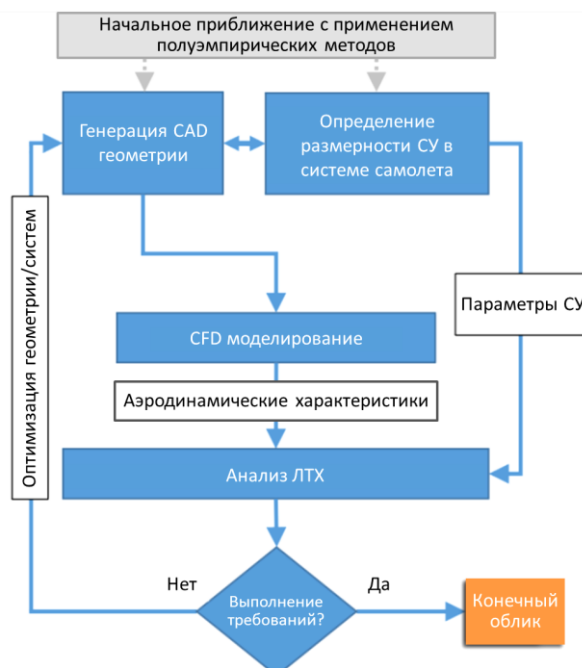 Начальное приближение с применением
полуэмпирических методов
Генерация CAD
геометрии
Определение
размерности СУ в
системе самолета
Оптимизация геометрии/систем
Параметры СУ
CFD моделирование
Аэродинамические характеристики
Анализ ЛТХ
Нет
Выполнение
требований?
Да
Конечный
облик